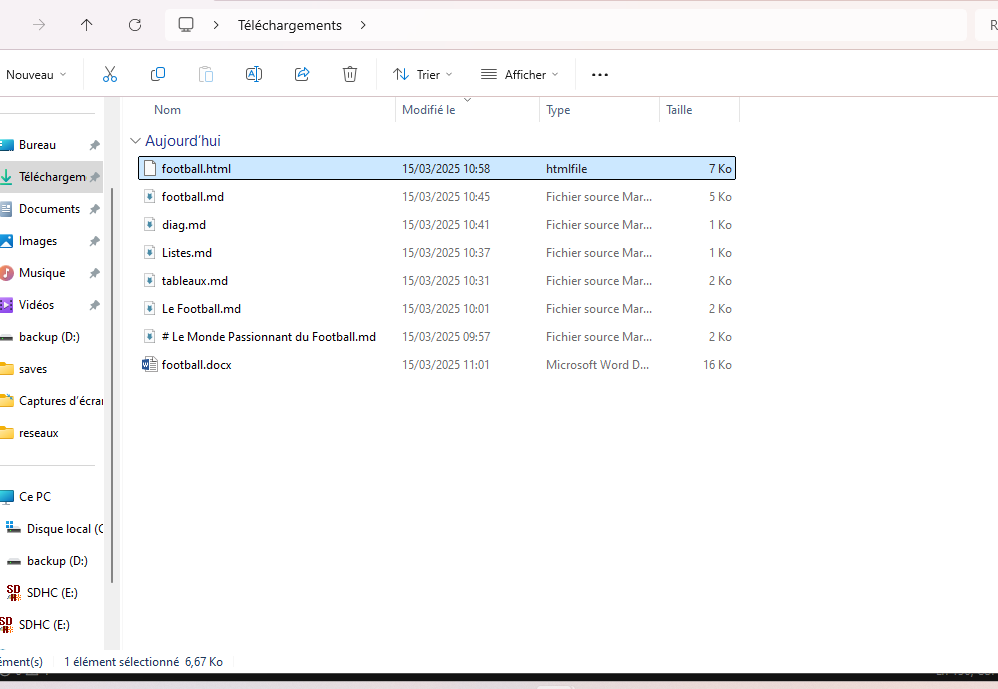 Téléchargements
R
Nouveau
Trier
Afficher
Nom Modifié le Type Taille
Aujourd'hui
football.html 15/03/2025 10:58 htmlfile 7 Ko
football.md 15/03/2025 10:45 Fichier source Mar... 5 Ko
diag.md 15/03/2025 10:41 Fichier source Mar... 1 Ko
Listes.md 15/03/2025 10:37 Fichier source Mar... 1 Ko
tableaux.md 15/03/2025 10:31 Fichier source Mar... 2 Ko
Le Football.md 15/03/2025 10:01 Fichier source Mar... 2 Ko
# Le Monde Passionnant du Football.md 15/03/2025 09:57 Fichier source Mar... 2 Ko
football.docx 15/03/2025 11:01 Microsoft Word D... 16 Ko
Bureau
Téléchargem
Documents
Images
Musique
Vidéos
backup (D:)
saves
Captures d'écra
reseaux
Ce PC
Disque local (C
backup (D:)
SDHC (E:)
SDHC (E:)
ément(s) 1 élément sélectionné 6,67 Ko